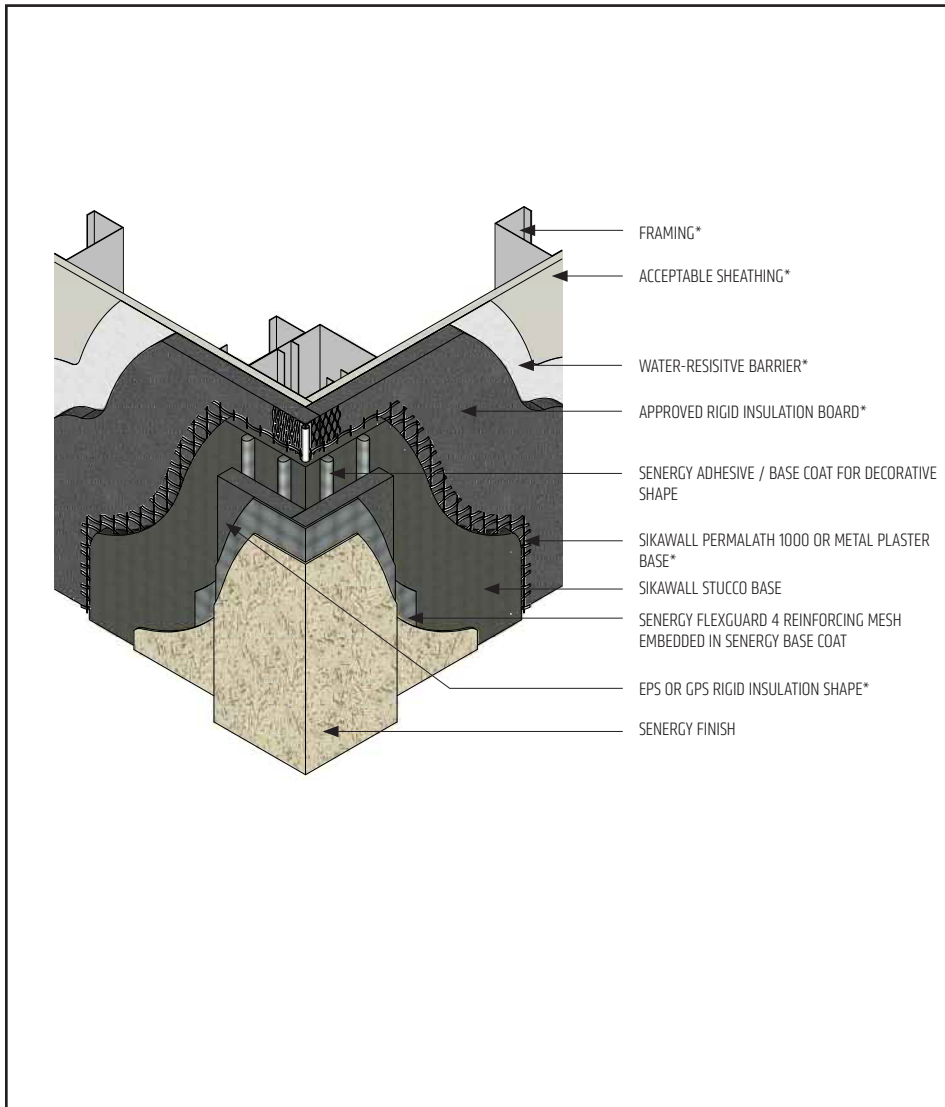 FRAMING*
ACCEPTABLE SHEATHING*
WATER-RESISITVE BARRIER*
APPROVED RIGID INSULATION BOARD*
SENERGY ADHESIVE / BASE COAT FOR DECORATIVE
SHAPE
SIKAWALL PERMALATH 1000 OR METAL PLASTER
BASE*
SIKAWALL STUCCO BASE
SENERGY FLEXGUARD 4 REINFORCING MESH
EMBEDDED IN SENERGY BASE COAT
EPS OR GPS RIGID INSULATION SHAPE*
SENERGY FINISH